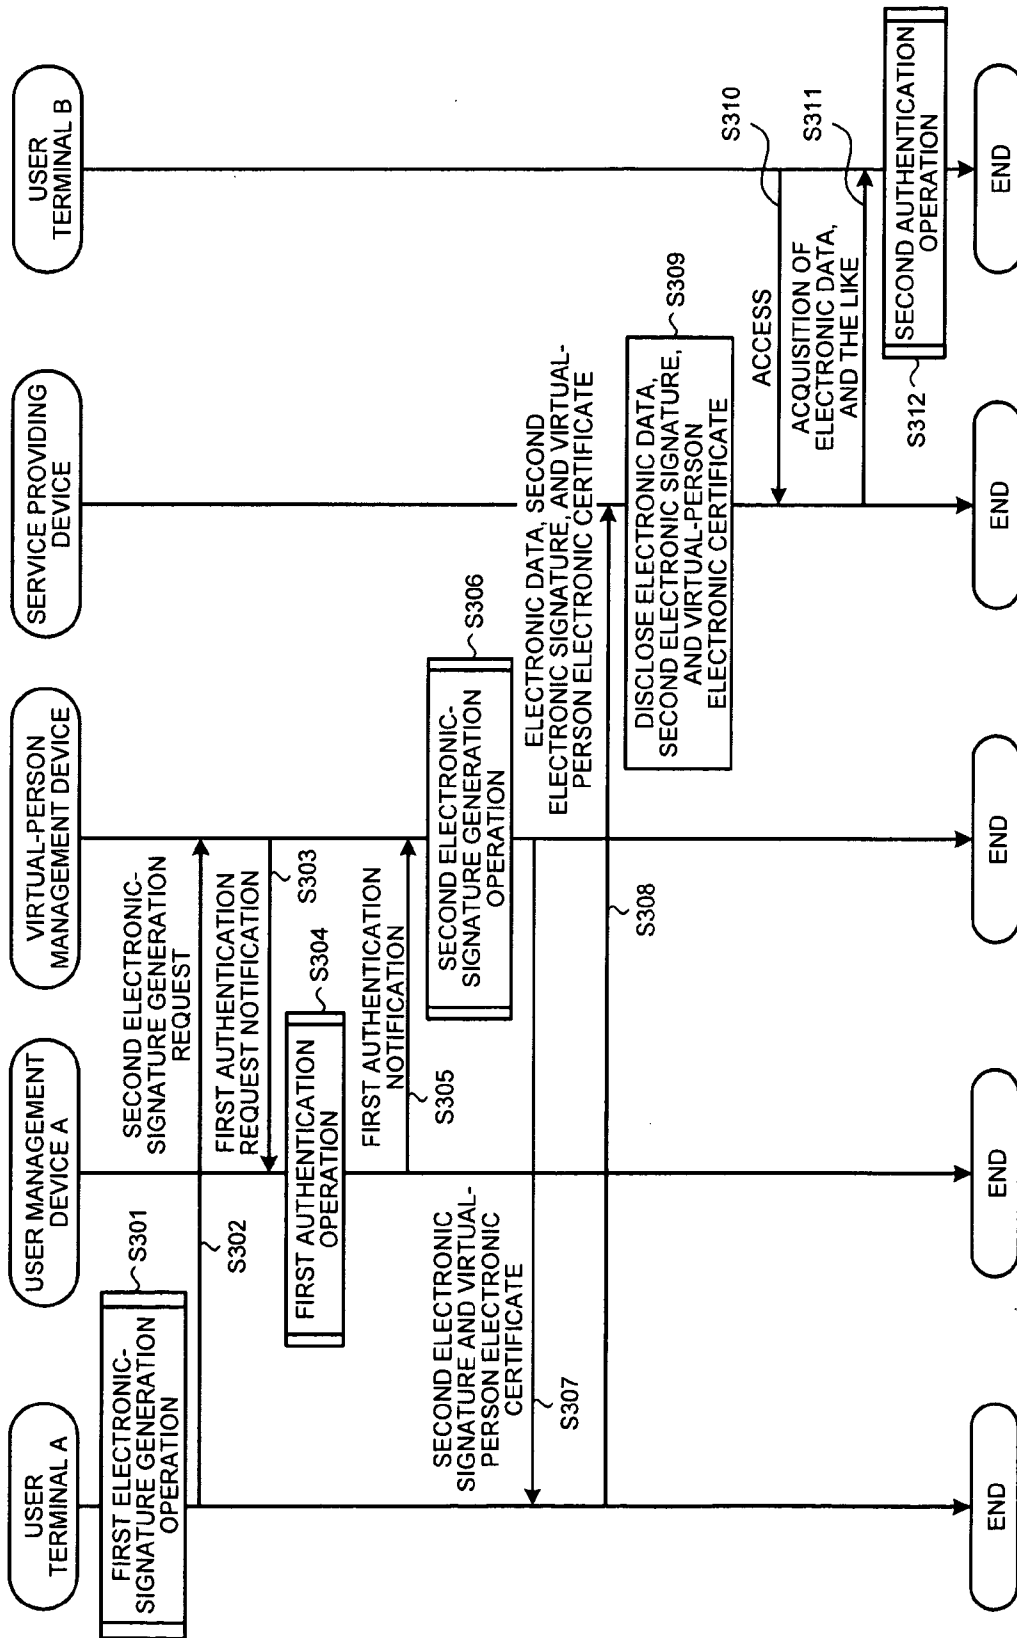 USER
TERMINAL A
USER MANAGEMENT
DEVICE A
VIRTUAL-PERSON
MANAGEMENT DEVICE
SERVICE PROVIDING
DEVICE
USER
TERMINAL B
FIRST ELECTRONIC-
SIGNATURE GENERATION
OPERATION
S301
SECOND ELECTRONIC-
SIGNATURE GENERATION
REQUEST
S302
FIRST AUTHENTICATION
REQUEST NOTIFICATION
S303
FIRST AUTHENTICATION
OPERATION
S304
FIRST AUTHENTICATION
NOTIFICATION
S305
SECOND ELECTRONIC-
SIGNATURE GENERATION
OPERATION
S306
SECOND ELECTRONIC
SIGNATURE AND VIRTUAL-
PERSON ELECTRONIC
CERTIFICATE
S307
ELECTRONIC DATA, SECOND
ELECTRONIC SIGNATURE, AND VIRTUAL-
PERSON ELECTRONIC CERTIFICATE
S308
DISCLOSE ELECTRONIC DATA,
SECOND ELECTRONIC SIGNATURE,
AND VIRTUAL-PERSON
ELECTRONIC CERTIFICATE
S309
ACCESS
S310
ACQUISITION OF
ELECTRONIC DATA,
AND THE LIKE
S311
SECOND AUTHENTICATION
OPERATION
S312
END
END
END
END
END